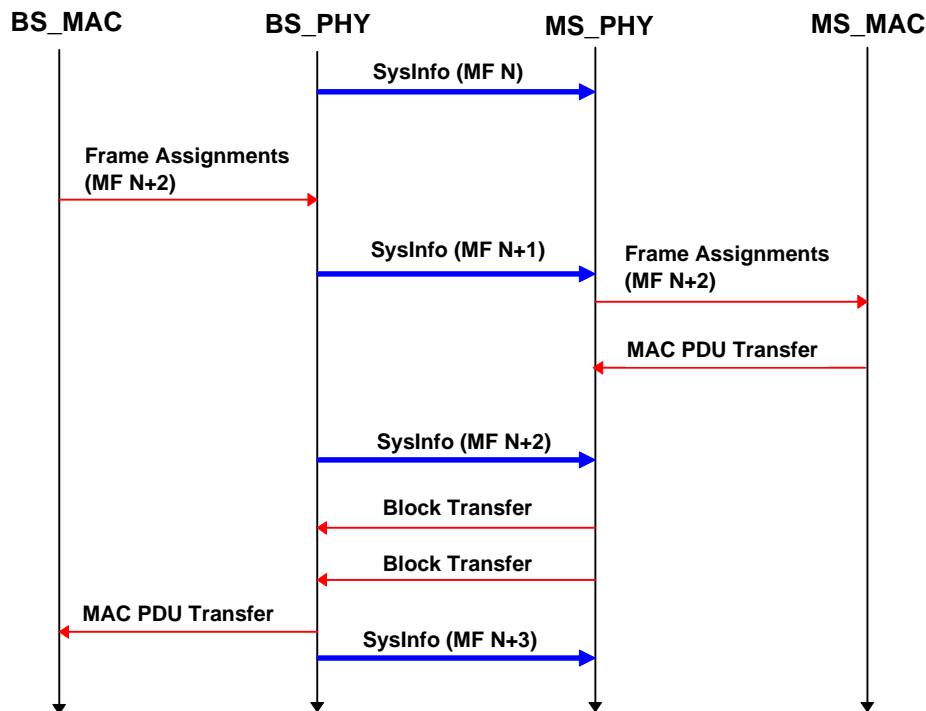 BS_MAC
BS_PHY
MS_PHY
MS_MAC
SysInfo (MF N)
Frame Assignments
(MF N+2)
SysInfo (MF N+1)
Frame Assignments
(MF N+2)
MAC PDU Transfer
SysInfo (MF N+2)
Block Transfer
Block Transfer
MAC PDU Transfer
SysInfo (MF N+3)